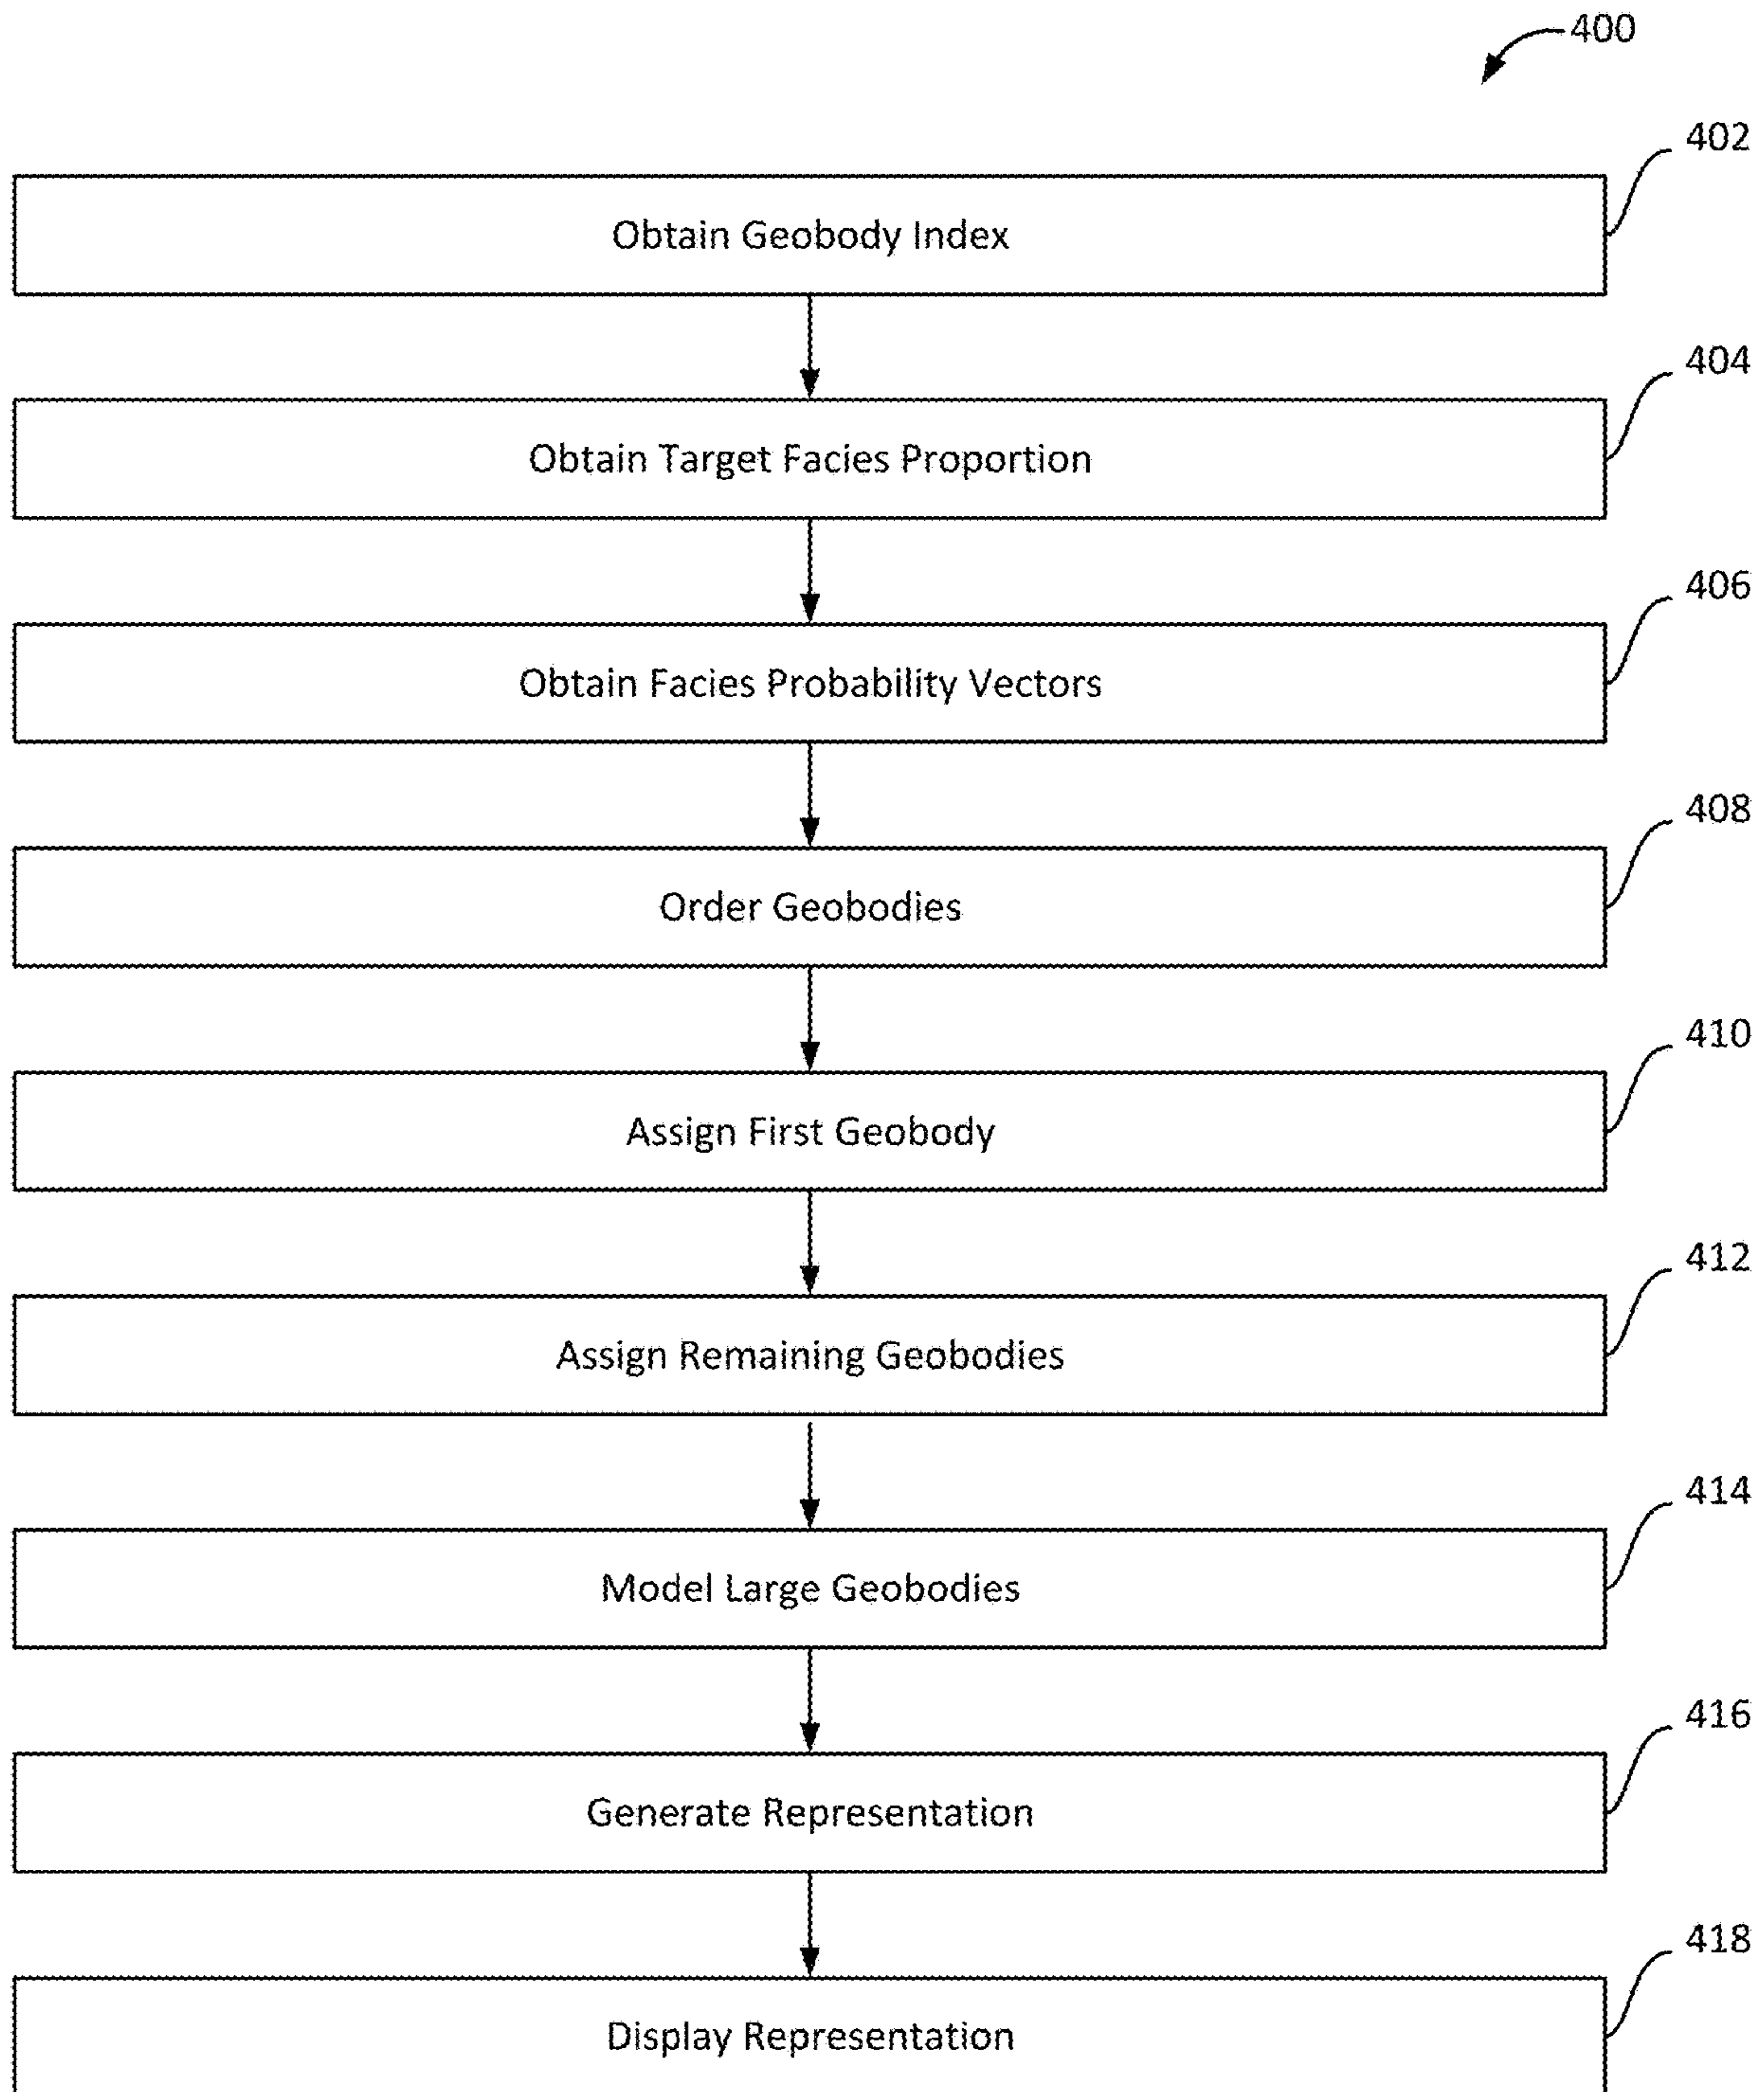 400
402
Obtain Geobody Index
404
Obtain Target Facies Proportion
406
Obtain Facies Probability Vectors
408
Order Geobodies
410
Assign First Geobody
412
Assign Remaining Geobodies
414
Model Large Geobodies
416
Generate Representation
418
Display Representation